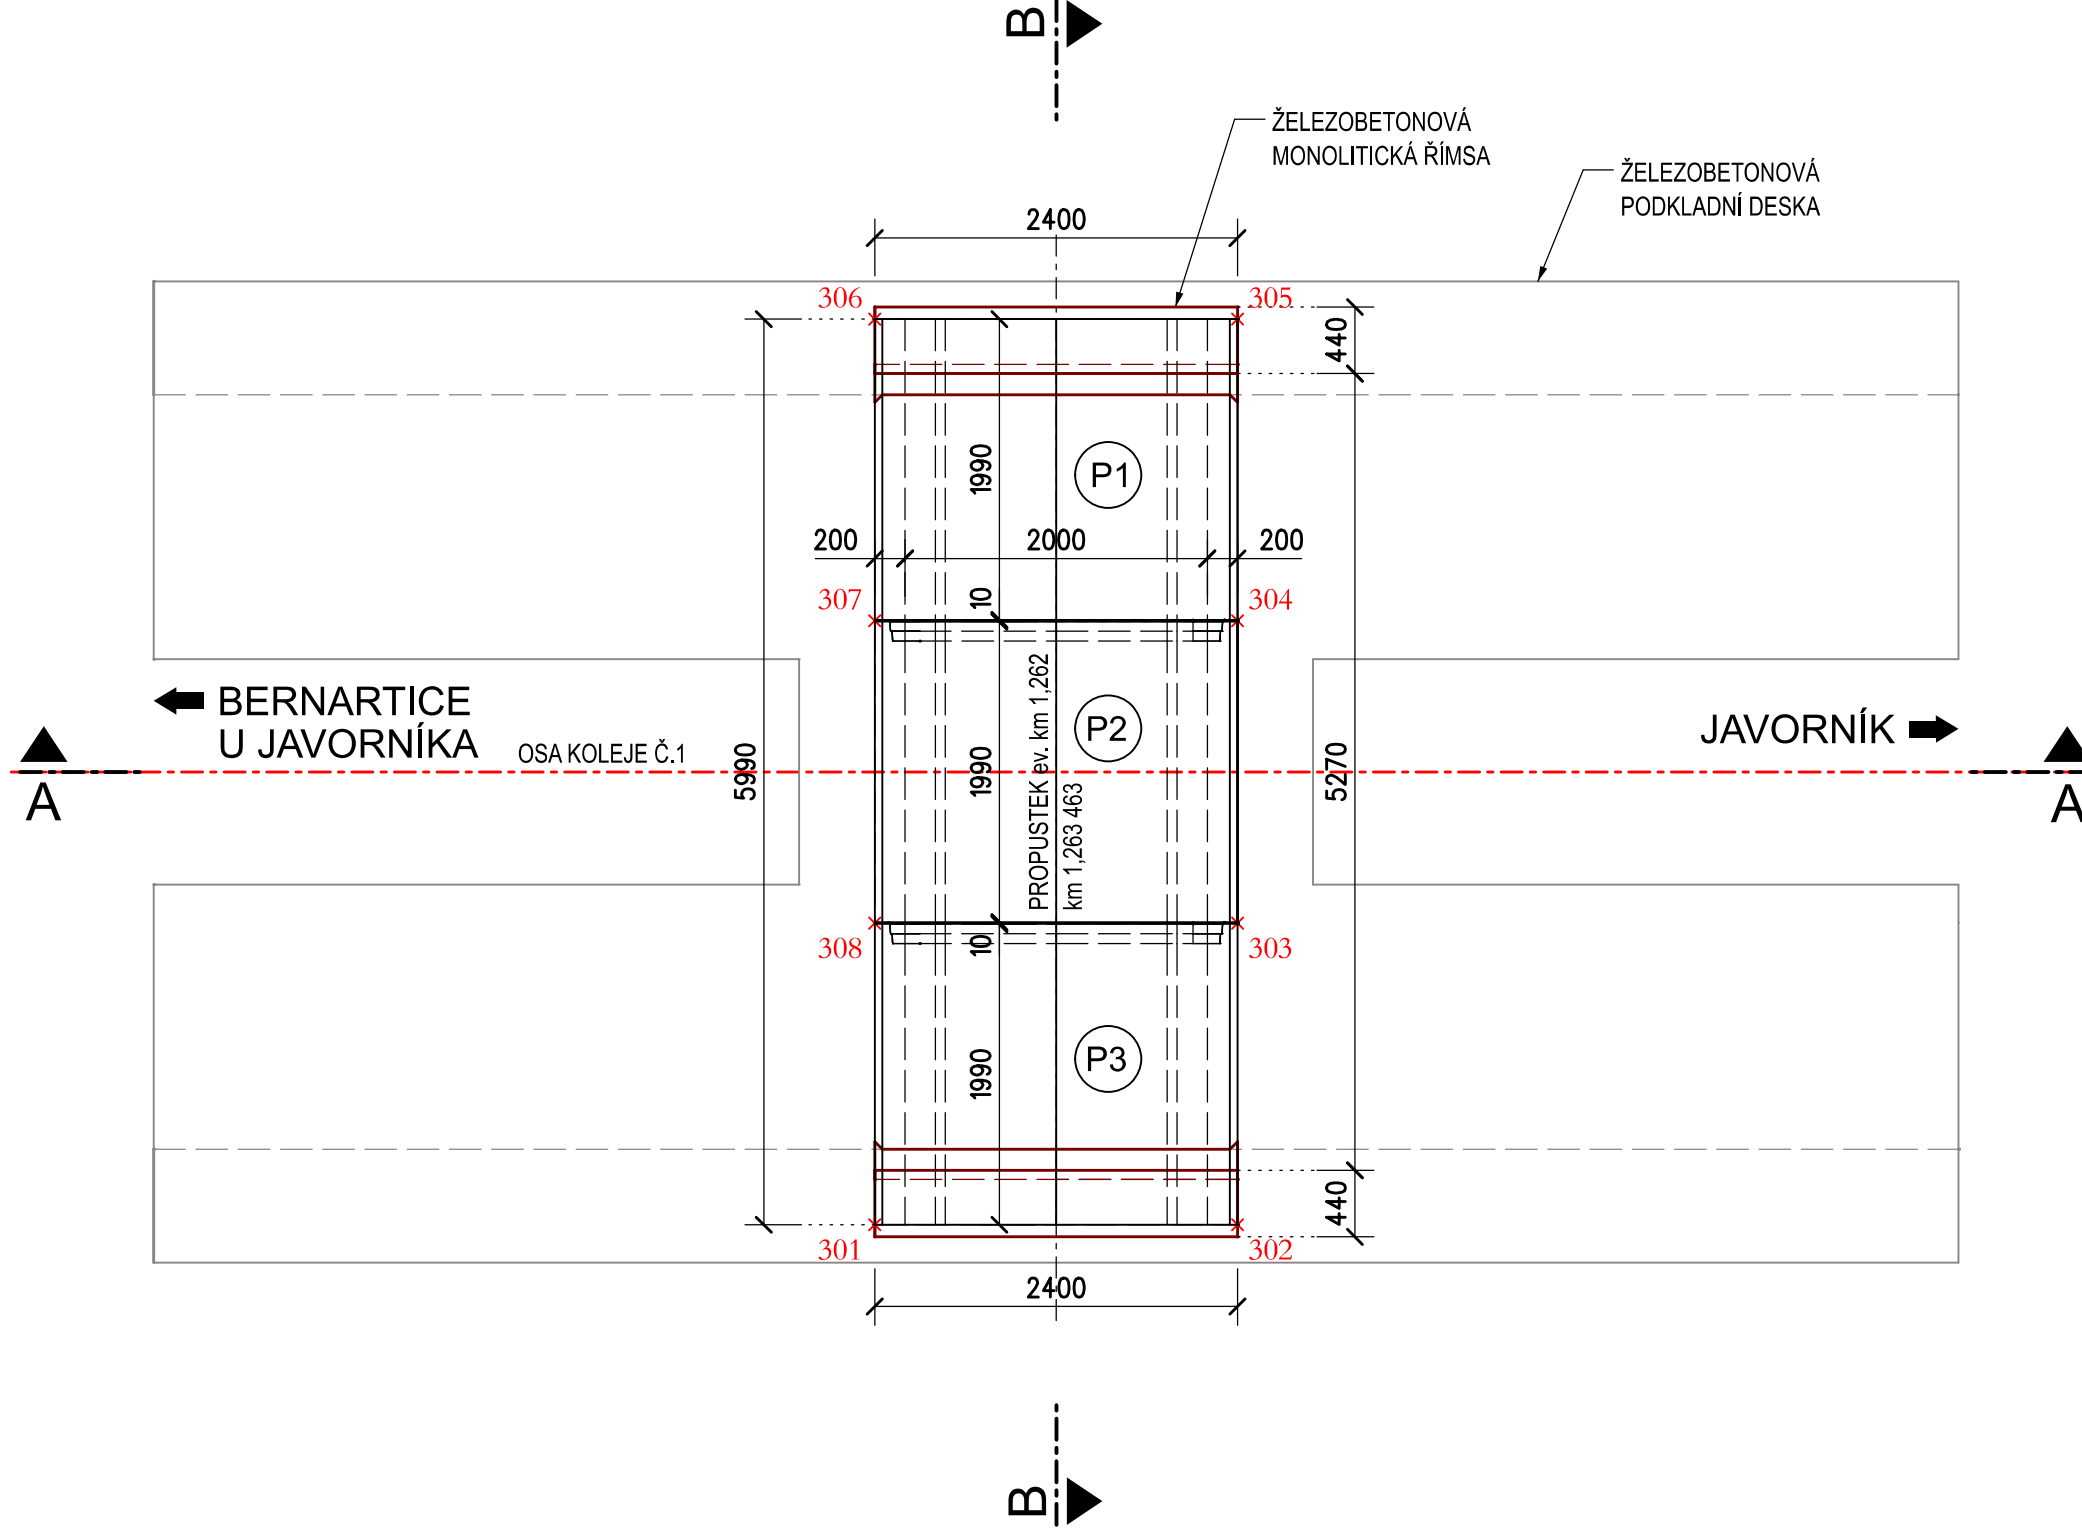 B
ŽELEZOBETONOVÁ
MONOLITICKÁ ŘÍMSA
ŽELEZOBETONOVÁ
PODKLADNÍ DESKA
2400
306
305
440
1990
P1
200
2000
200
307
10
304
BERNARTICE
U JAVORNÍKA
OSA KOLEJE Č.1
JAVORNÍK
A
A
5990
1990
PROPUSTEK ev. km 1,262
km 1,263 463
P2
5270
308
10
303
1990
P3
440
301
302
2400
B